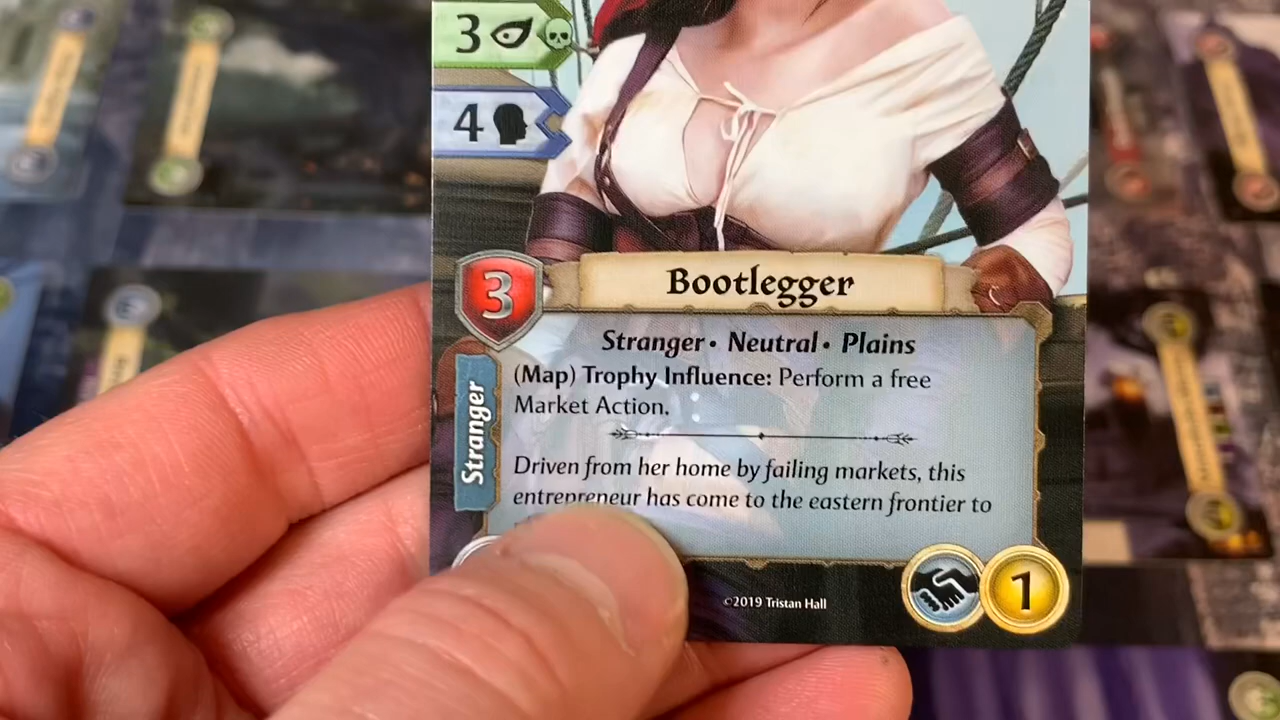 3
4
3
Bootlegger
Stranger • Neutral • Plains
(Map) Trophy Influence: Perform a free
Market Action.
Stranger
Driven from her home by failing markets, this
entrepreneur has come to the eastern frontier to
©2019 Tristan Hall
1